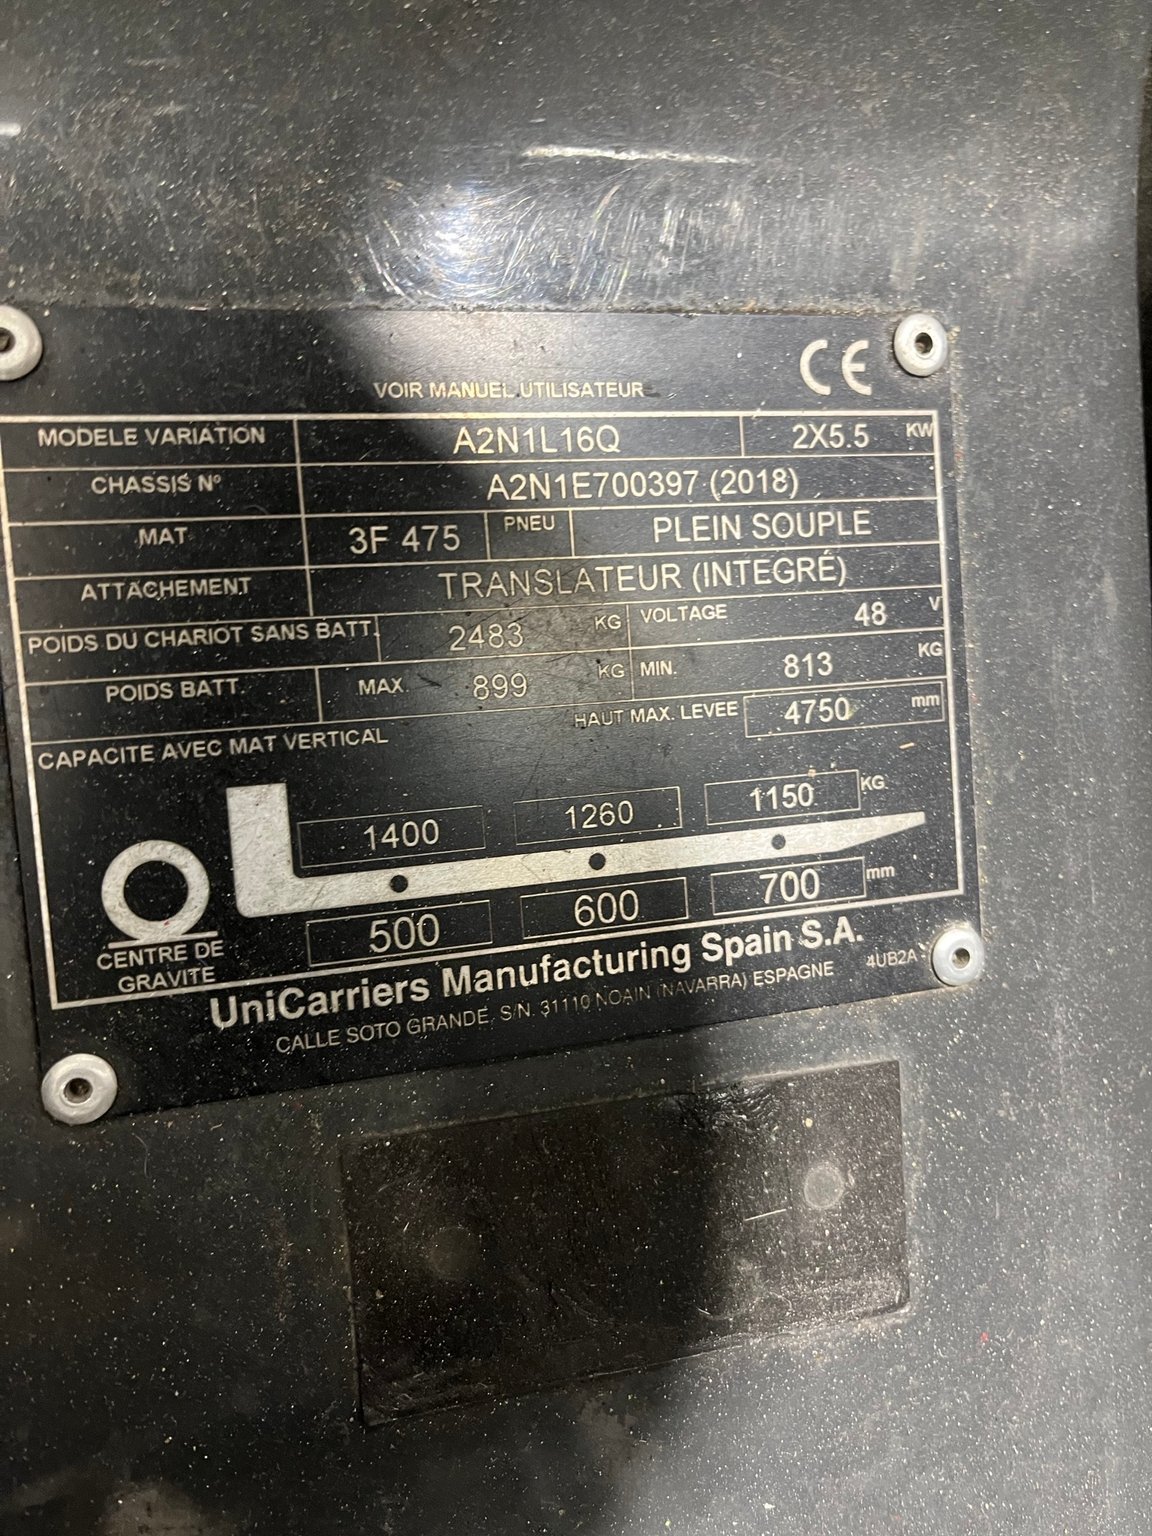 CE
VOIR MANUEL UTILISATEUR
MODELE VARIATION A2N1L16Q 2X5.5 KW
CHASSIS Nº A2N1E700397 (2018)
MAT 3F 475 PNEU PLEIN SOUPLE
ATTACHEMENT TRANSLATEUR (INTEGRÉ)
POIDS DU CHARIOT SANS BATT. 2483 KG VOLTAGE 48 V
POIDS BATT. MAX. 899 KG MIN. 813 KG
HAUT MAX. LEVEE 4750 mm
CAPACITE AVEC MAT VERTICAL
1400 1260 1150 KG
500 600 700 mm
CENTRE DE
GRAVITE
UniCarriers Manufacturing Spain S.A.
CALLE SOTO GRANDE, S/N. 31110 NOAIN (NAVARRA) ESPAGNE 4UB2A